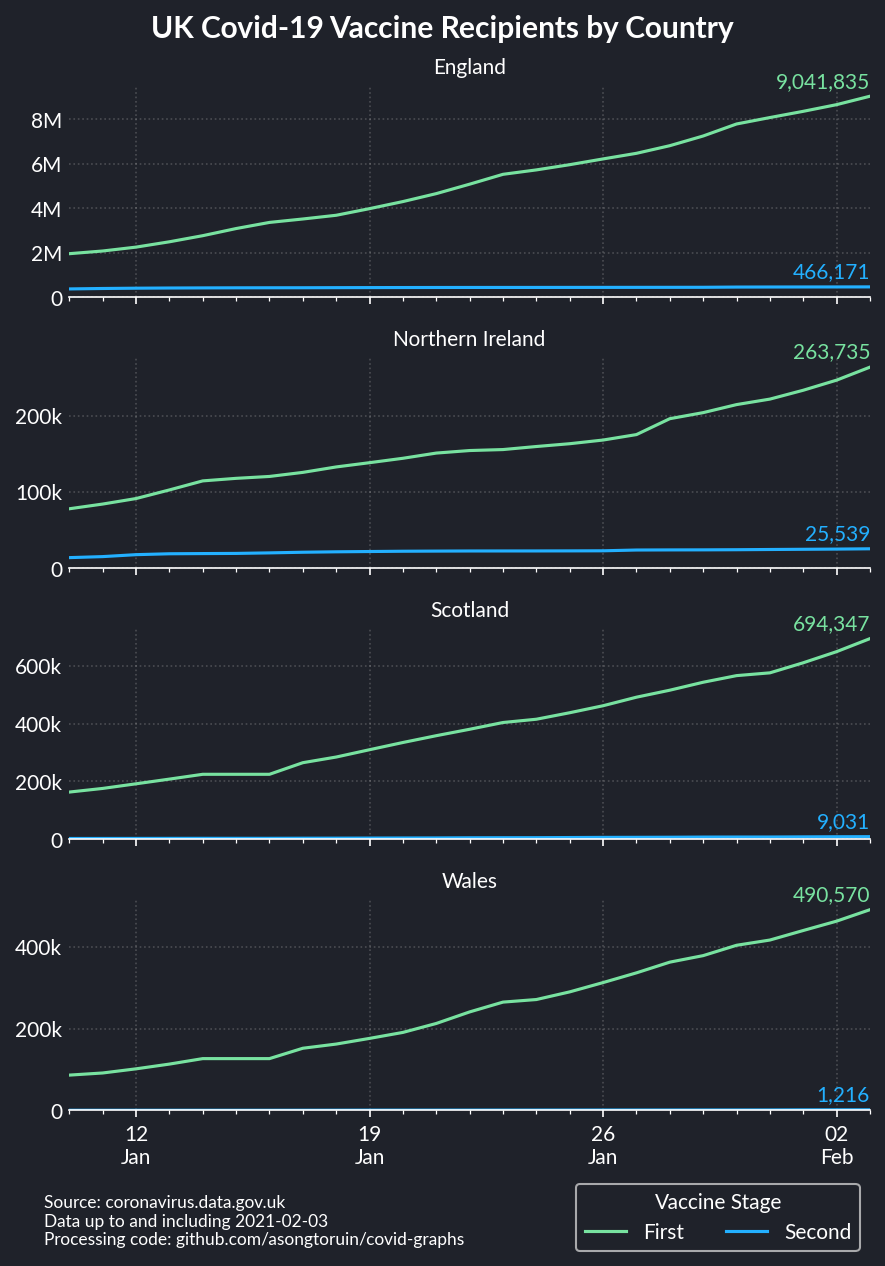 UK Covid-19 Vaccine Recipients by Country
England
9,041,835
8M
6M
4M
2M
466,171
0
Northern Ireland
263,735
200k
100k
25,539
0
Scotland
694,347
600k
400k
200k
9,031
0
Wales
490,570
400k
200k
1,216
0
12 19 26 02
Jan Jan Jan Feb
Source: coronavirus.data.gov.uk
Data up to and including 2021-02-03
Processing code: github.com/asongtoruin/covid-graphs
Vaccine Stage
First Second